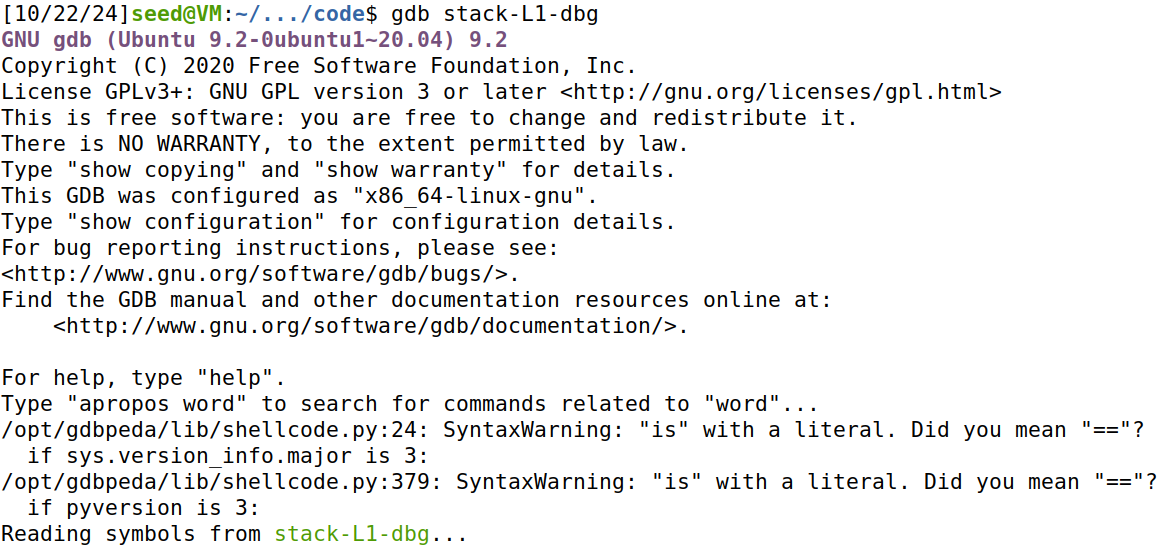 [10/22/24]seed@VM:~/.../code$ gdb stack-L1-dbg
GNU gdb (Ubuntu 9.2-0ubuntu1~20.04) 9.2
Copyright (C) 2020 Free Software Foundation, Inc.
License GPLv3+: GNU GPL version 3 or later <http://gnu.org/licenses/gpl.html>
This is free software: you are free to change and redistribute it.
There is NO WARRANTY, to the extent permitted by law.
Type "show copying" and "show warranty" for details.
This GDB was configured as "x86_64-linux-gnu".
Type "show configuration" for configuration details.
For bug reporting instructions, please see:
<http://www.gnu.org/software/gdb/bugs/>.
Find the GDB manual and other documentation resources online at:
    <http://www.gnu.org/software/gdb/documentation/>.

For help, type "help".
Type "apropos word" to search for commands related to "word"...
/opt/gdbpeda/lib/shellcode.py:24: SyntaxWarning: "is" with a literal. Did you mean "=="?
  if sys.version_info.major is 3:
/opt/gdbpeda/lib/shellcode.py:379: SyntaxWarning: "is" with a literal. Did you mean "=="?
  if pyversion is 3:
Reading symbols from stack-L1-dbg...